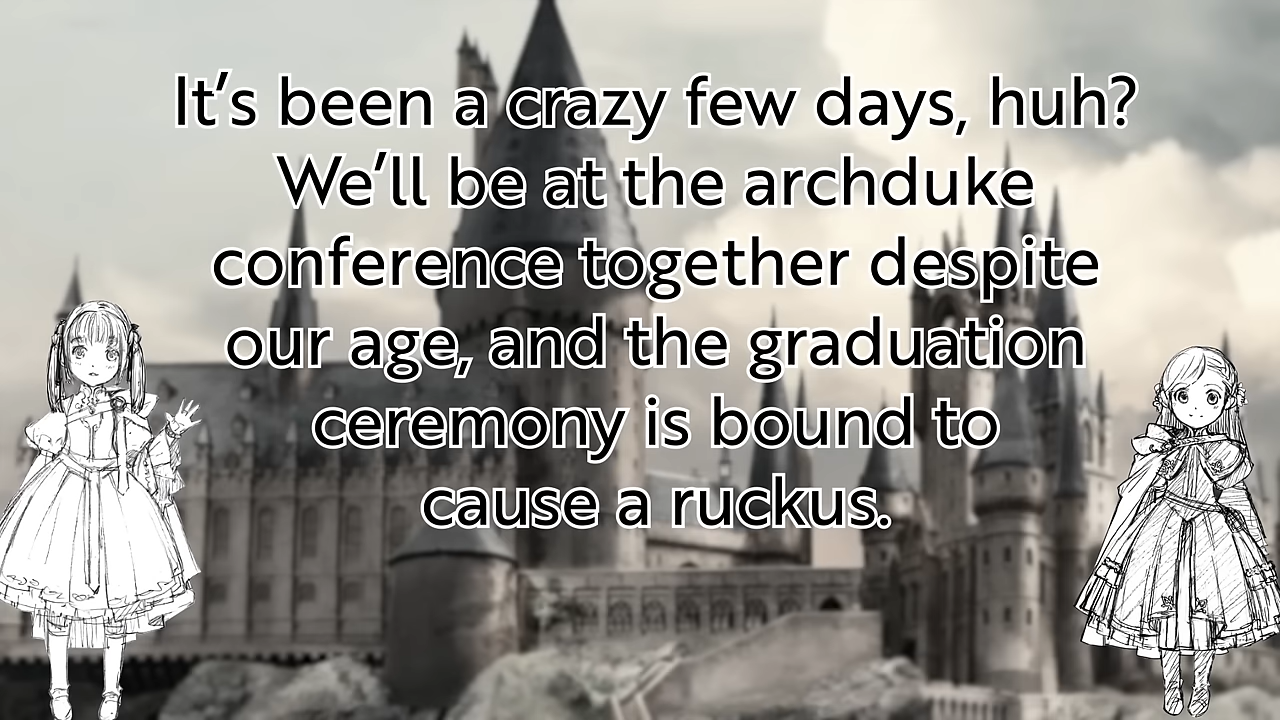 It’s been a crazy few days, huh?
We’ll be at the archduke
conference together despite
our age, and the graduation
ceremony is bound to
cause a ruckus.